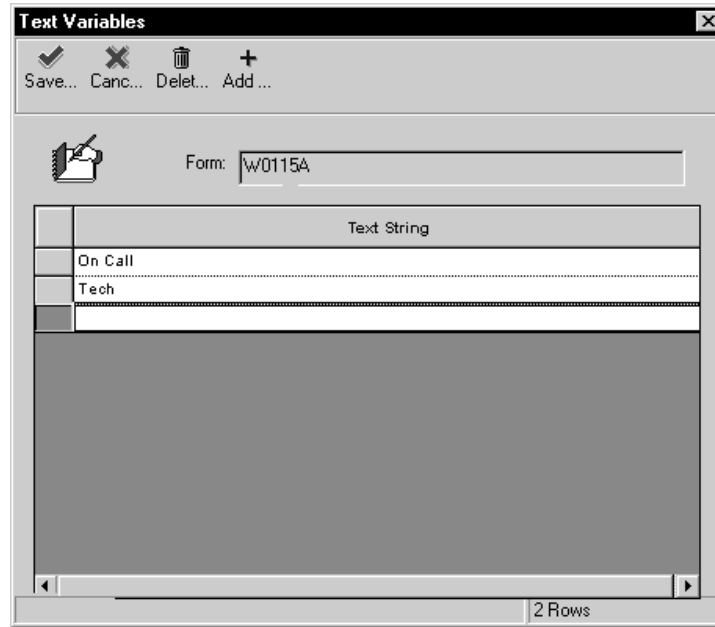 Text Variables
Save... Canc... Delet... Add ...
Form: W0115A
Text String
On Call
Tech
2 Rows